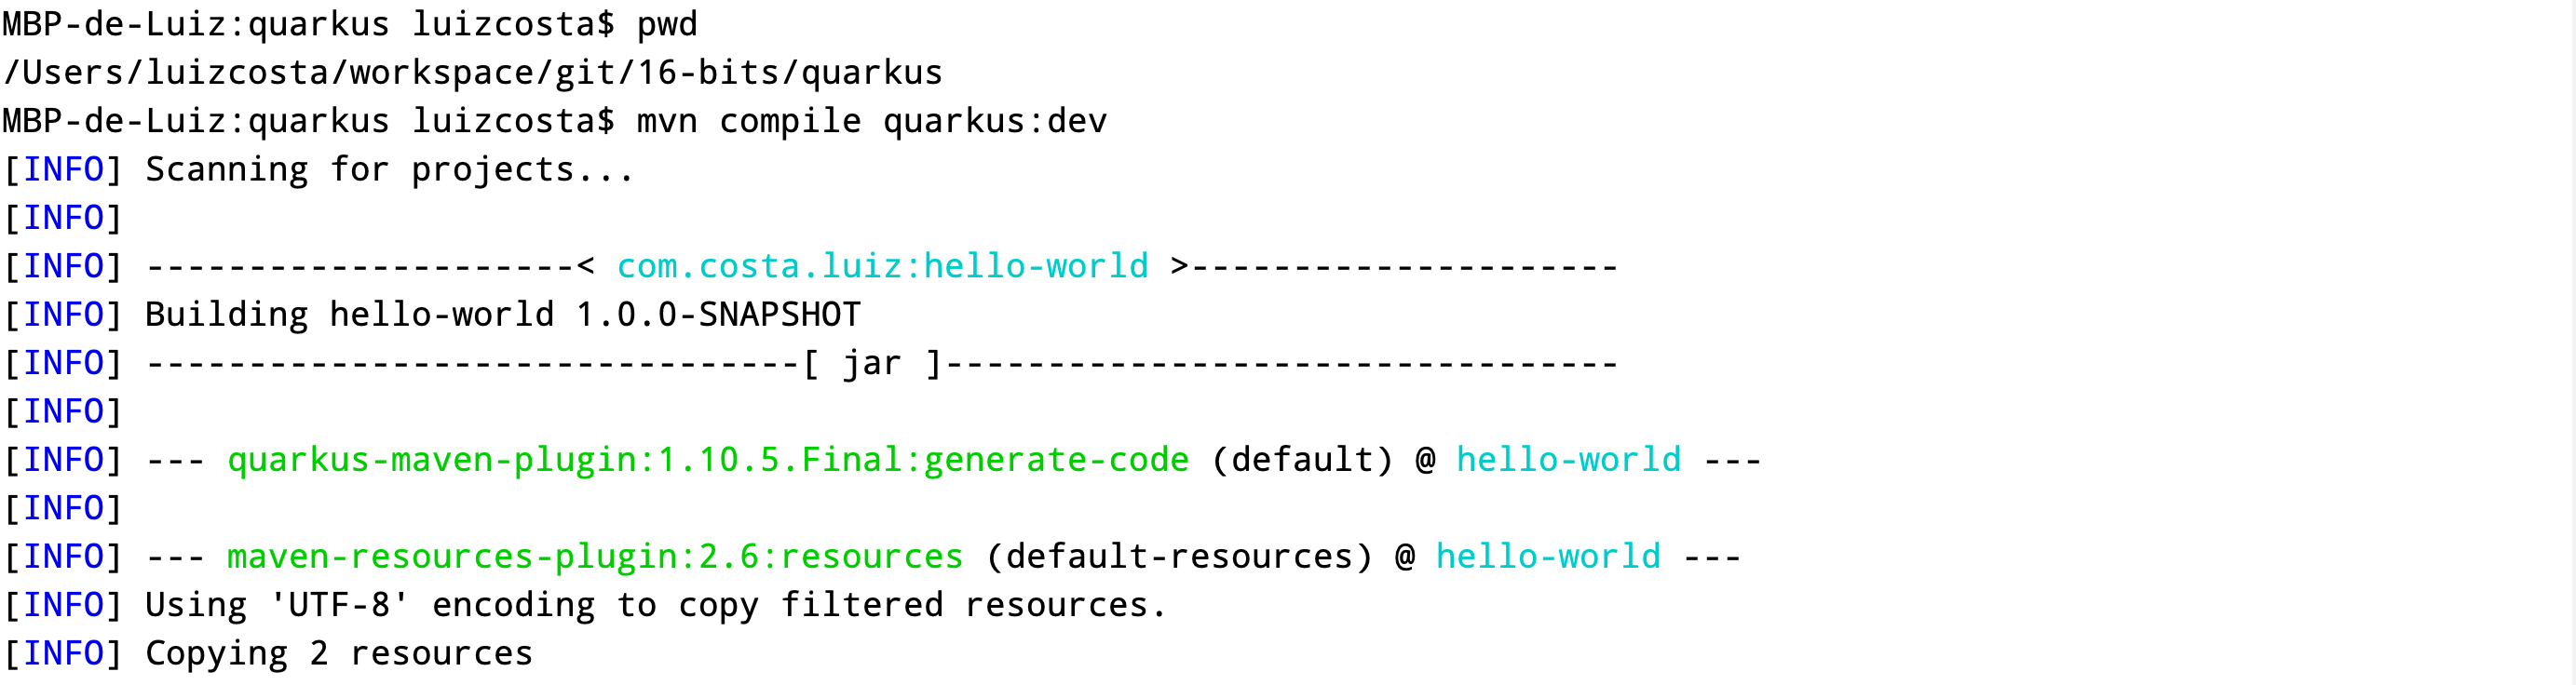 MBP-de-Luiz:quarkus luizcosta$ pwd
/Users/luizcosta/workspace/git/16-bits/quarkus
MBP-de-Luiz:quarkus luizcosta$ mvn compile quarkus:dev
[INFO] Scanning for projects...
[INFO]
[INFO] ---------------------< com.costa.luiz:hello-world >---------------------
[INFO] Building hello-world 1.0.0-SNAPSHOT
[INFO] --------------------------------[ jar ]---------------------------------
[INFO]
[INFO] --- quarkus-maven-plugin:1.10.5.Final:generate-code (default) @ hello-world ---
[INFO]
[INFO] --- maven-resources-plugin:2.6:resources (default-resources) @ hello-world ---
[INFO] Using 'UTF-8' encoding to copy filtered resources.
[INFO] Copying 2 resources